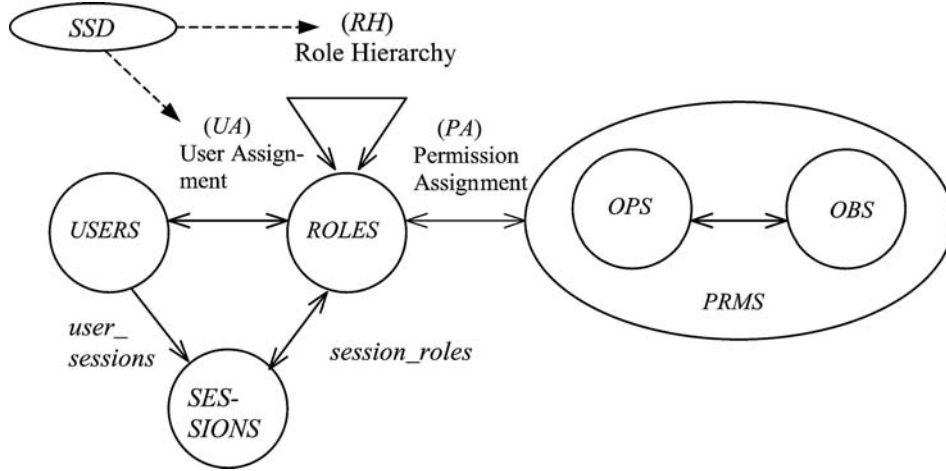 SSD
(RH)
Role Hierarchy
(UA)
User Assign-
ment
(PA)
Permission
Assignment
USERS
ROLES
OPS
OBS
PRMS
user_
sessions
session_roles
SES-
SIONS